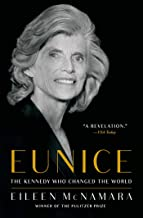 "A REVELATION."
—USA Today
EUNICE
THE KENNEDY WHO CHANGED THE WORLD
EILEEN McNAMARA
WINNER OF THE PULITZER PRIZE